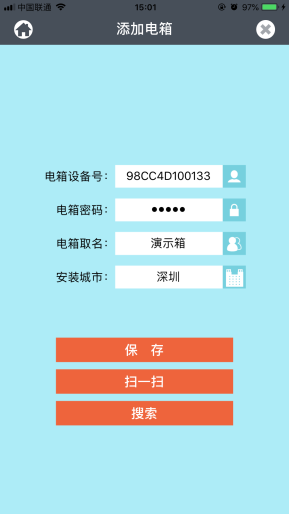 中国联通 15:01 97%
添加电箱
电箱设备号: 98CC4D100133
电箱密码: •••••
电箱取名: 演示箱
安装城市: 深圳
保 存
扫一扫
搜索